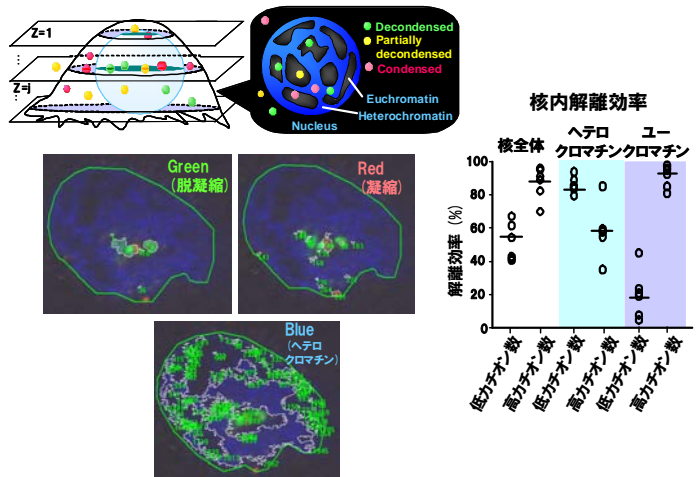 Z=1
Z=j
Decondensed
Partially
decondensed
Condensed
Euchromatin
Heterochromatin
Nucleus
Green
(脱凝縮)
Red
(凝縮)
Blue
(ヘテロ
クロマチン)
核内解離効率
核全体
ヘテロ
クロマチン
ユー
クロマチン
解離効率 (%)
100
80
60
40
20
0
低カチオン数
高カチオン数
低カチオン数
高カチオン数
低カチオン数
高カチオン数